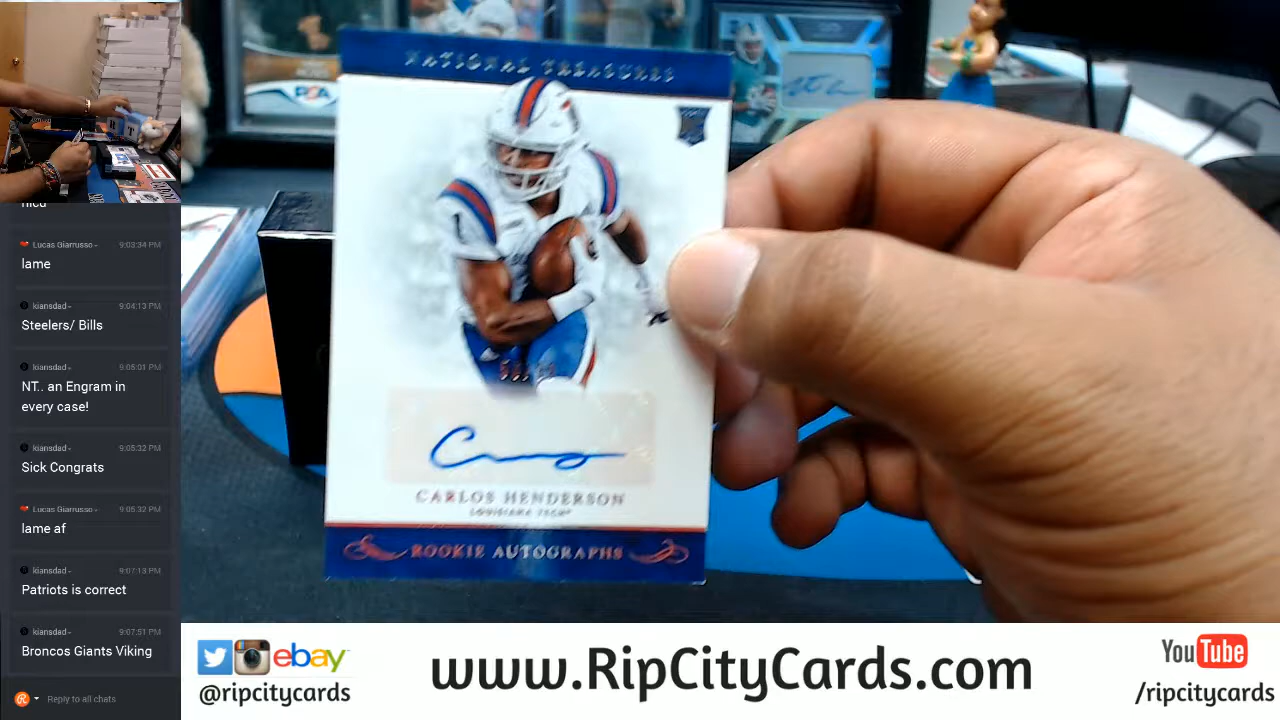 Lucas Giarrusso - 9:03:34 PM
lame
kiansdad - 9:04:13 PM
Steelers/ Bills
kiansdad - 9:05:01 PM
NT.. an Engram in
every case!
kiansdad - 9:05:32 PM
Sick Congrats
Lucas Giarrusso - 9:05:32 PM
lame af
kiansdad - 9:07:13 PM
Patriots is correct
kiansdad - 9:07:51 PM
Broncos Giants Viking
Reply to all chats
NATIONAL TREASURES
PSA
1
CARLOS HENDERSON
LOUISIANA TECH
ROOKIE AUTOGRAPHS
ebay
@ripcitycards
www.RipCityCards.com
YouTube
/ripcitycards